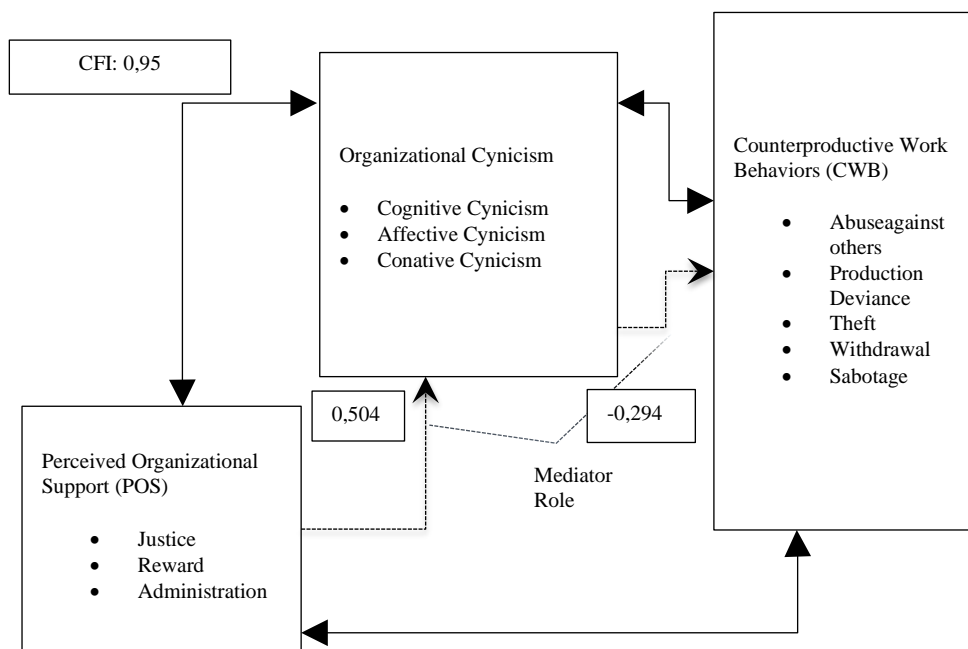 CFI: 0,95
Organizational Cynicism
• Cognitive Cynicism
• Affective Cynicism
• Conative Cynicism
Counterproductive Work
Behaviors (CWB)
• Abuseagainst
others
• Production
Deviance
• Theft
• Withdrawal
• Sabotage
0,504
-0,294
Mediator
Role
Perceived Organizational
Support (POS)
• Justice
• Reward
• Administration